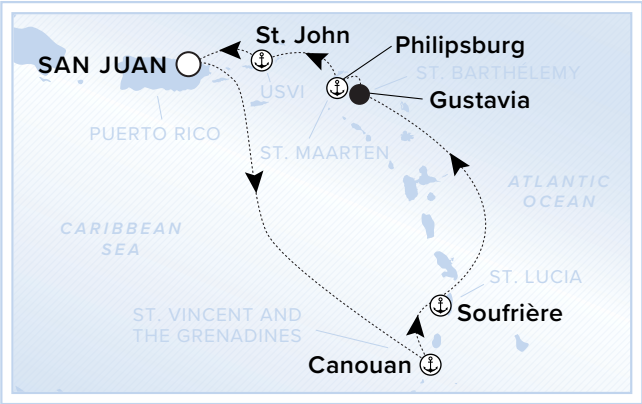 St. John
Philipsburg
SAN JUAN
ST. BARTHÉLEMY
USVI
Gustavia
PUERTO RICO
ST. MAARTEN
ATLANTIC
OCEAN
CARIBBEAN
SEA
ST. LUCIA
ST. VINCENT AND
THE GRENADINES
Soufrière
Canouan